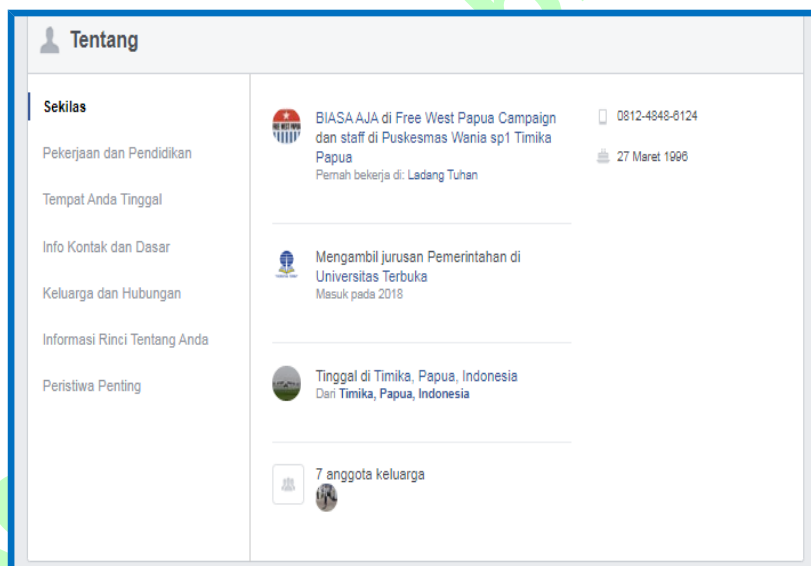 Tentang
Sekilas
Pekerjaan dan Pendidikan
Tempat Anda Tinggal
Info Kontak dan Dasar
Keluarga dan Hubungan
Informasi Rinci Tentang Anda
Peristiwa Penting
BIASA AJA di Free West Papua Campaign
dan staff di Puskesmas Wania sp1 Timika
Papua
Pernah bekerja di: Ladang Tuhan
Mengambil jurusan Pemerintahan di
Universitas Terbuka
Masuk pada 2018
Tinggal di Timika, Papua, Indonesia
Dari Timika, Papua, Indonesia
7 anggota keluarga
0812-4848-6124
27 Maret 1996